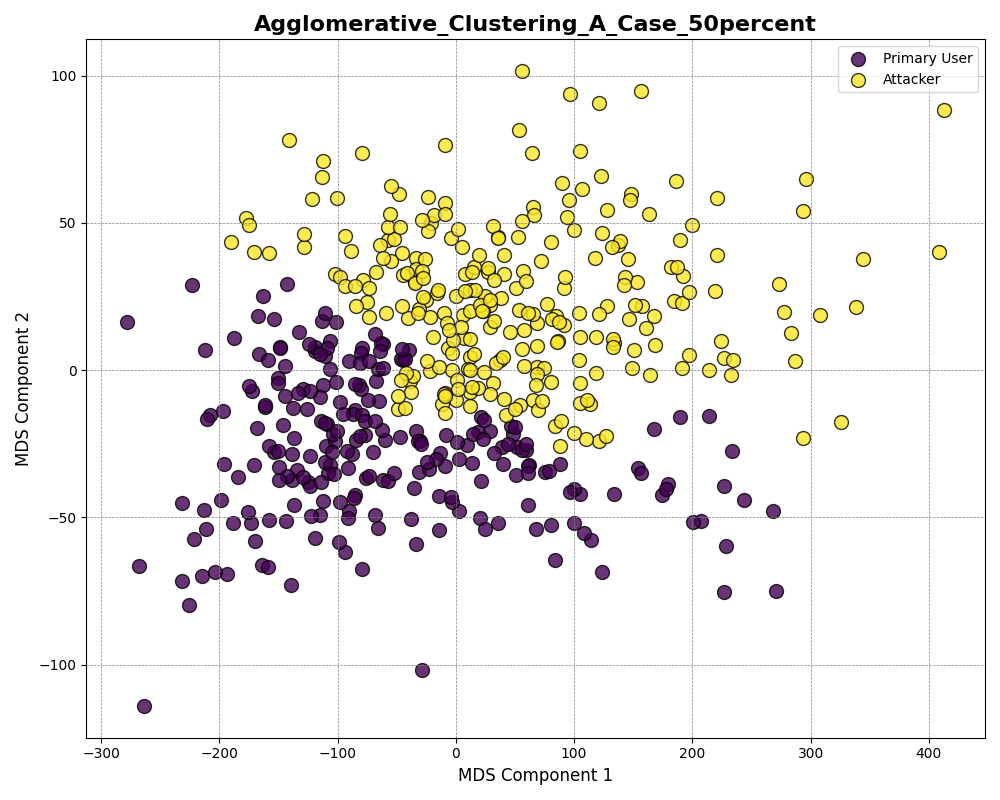 Agglomerative_Clustering_A_Case_50percent
Primary User
Attacker
MDS Component 2
100
50
0
−50
−100
−300 −200 −100 0 100 200 300 400
MDS Component 1